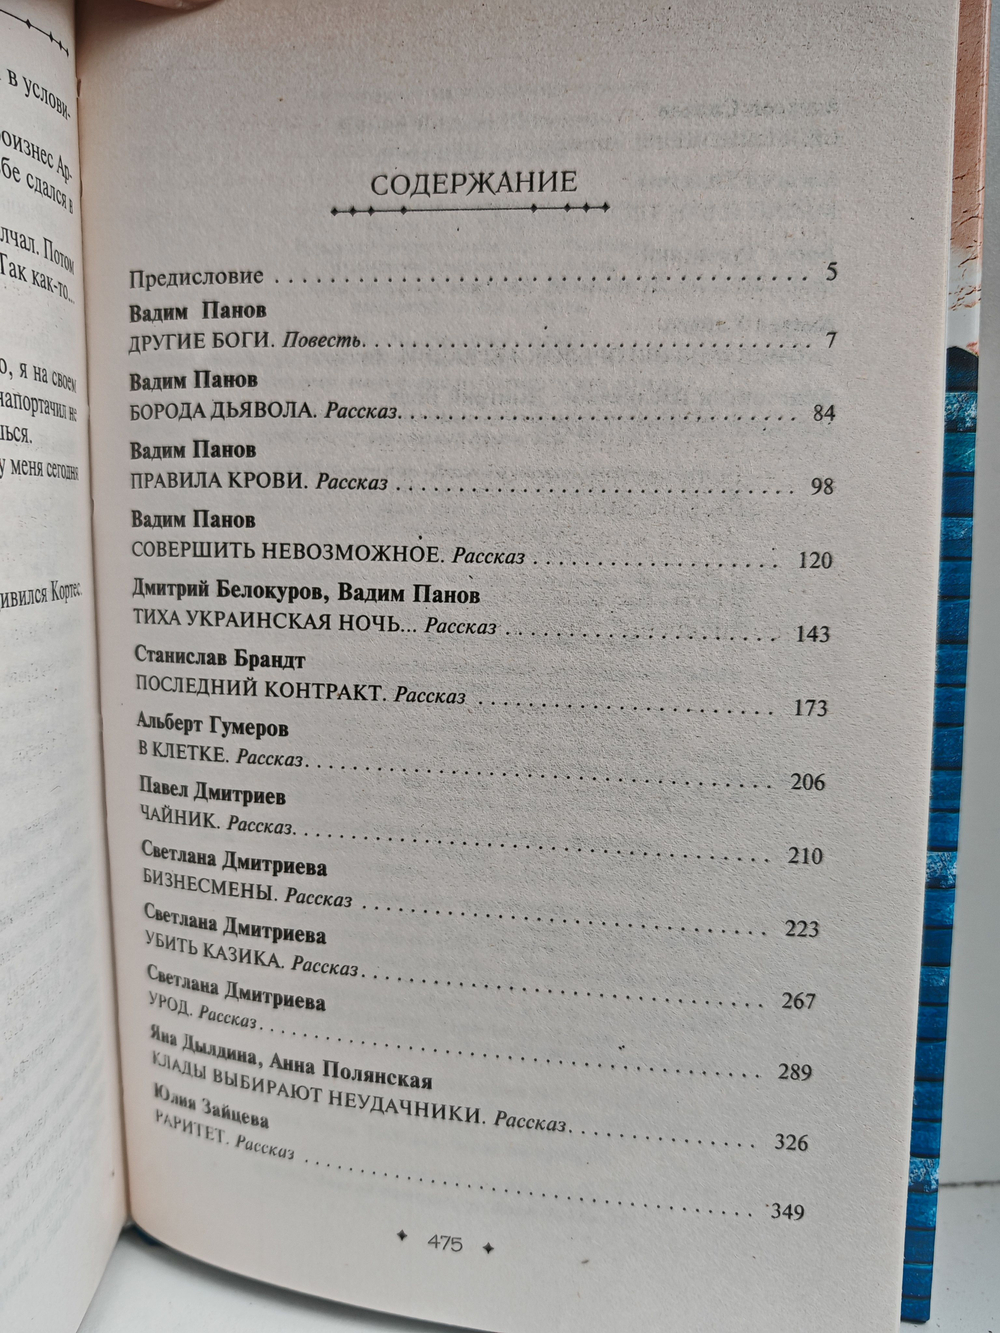 в услови-
роизнес Ар-
бе сдался в
лчал. Потом
Так как-то...
о, я на своем
напортачил не
лься.
у меня сегодня
дивился Кортес.
СОДЕРЖАНИЕ
Предисловие . . . . . . . . . . . . . . . . . . . . . . . . . . . . . . . . . 5
Вадим Панов
ДРУГИЕ БОГИ. Повесть. . . . . . . . . . . . . . . . . . . . . . . . . 7
Вадим Панов
БОРОДА ДЬЯВОЛА. Рассказ. . . . . . . . . . . . . . . . . . . . . . 84
Вадим Панов
ПРАВИЛА КРОВИ. Рассказ . . . . . . . . . . . . . . . . . . . . . . 98
Вадим Панов
СОВЕРШИТЬ НЕВОЗМОЖНОЕ. Рассказ . . . . . . . . . . . . . 120
Дмитрий Белокуров, Вадим Панов
ТИХА УКРАИНСКАЯ НОЧЬ... Рассказ . . . . . . . . . . . . . . . 143
Станислав Брандт
ПОСЛЕДНИЙ КОНТРАКТ. Рассказ . . . . . . . . . . . . . . . . . 173
Альберт Гумеров
В КЛЕТКЕ. Рассказ. . . . . . . . . . . . . . . . . . . . . . . . . . . . 206
Павел Дмитриев
ЧАЙНИК. Рассказ. . . . . . . . . . . . . . . . . . . . . . . . . . . . 210
Светлана Дмитриева
БИЗНЕСМЕНЫ. Рассказ . . . . . . . . . . . . . . . . . . . . . . . . 223
Светлана Дмитриева
УБИТЬ КАЗИКА. Рассказ. . . . . . . . . . . . . . . . . . . . . . . . 267
Светлана Дмитриева
УРОД. Рассказ. . . . . . . . . . . . . . . . . . . . . . . . . . . . . . 289
Яна Дылдина, Анна Полянская
КЛАДЫ ВЫБИРАЮТ НЕУДАЧНИКИ. Рассказ. . . . . . . . . . . 326
Юлия Зайцева
РАРИТЕТ. Рассказ . . . . . . . . . . . . . . . . . . . . . . . . . . . . 349
475